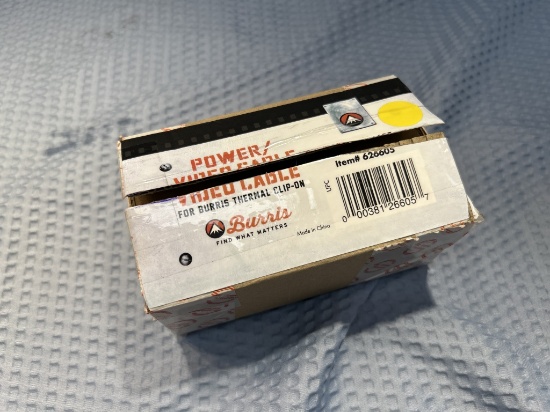 POWER/
VIDEO CABLE
FOR BURRIS THERMAL CLIP-ON
Burris
FIND WHAT MATTERS
Made in China
Item# 626605
UPC
0 00381 26605 7